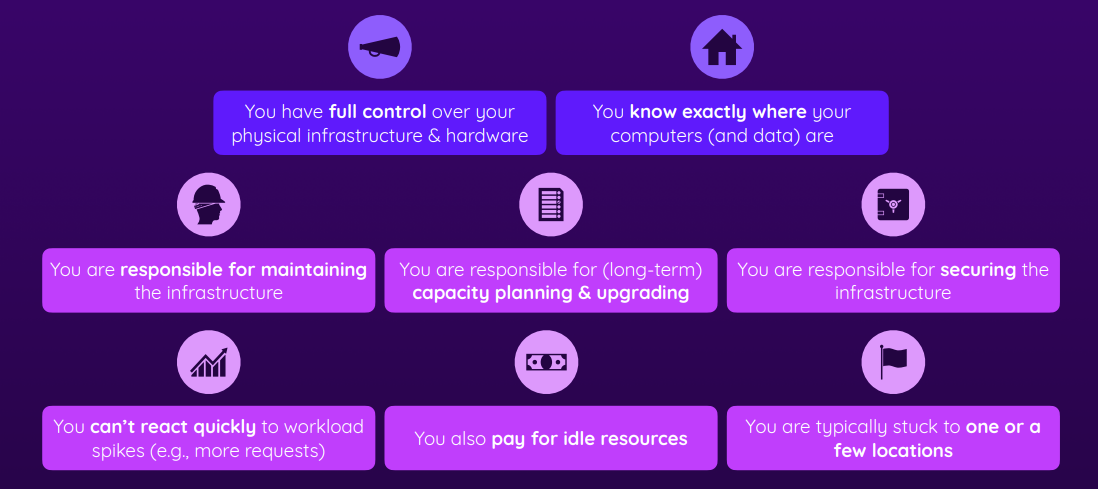 You have full control over your
physical infrastructure & hardware
You know exactly where your
computers (and data) are
You are responsible for maintaining
the infrastructure
You are responsible for (long-term)
capacity planning & upgrading
You are responsible for securing the
infrastructure
You can't react quickly to workload
spikes (e.g., more requests)
You also pay for idle resources
You are typically stuck to one or a
few locations